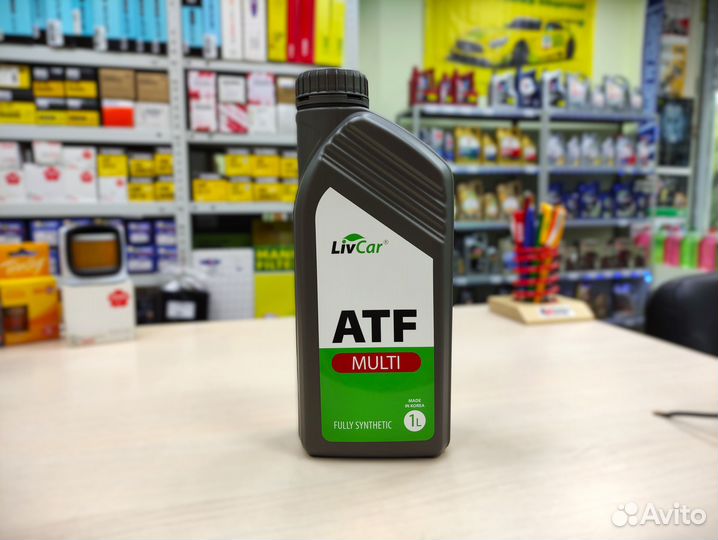 LivCar®
ATF
MULTI
MADE
IN KOREA
FULLY SYNTHETIC
1L
Avito